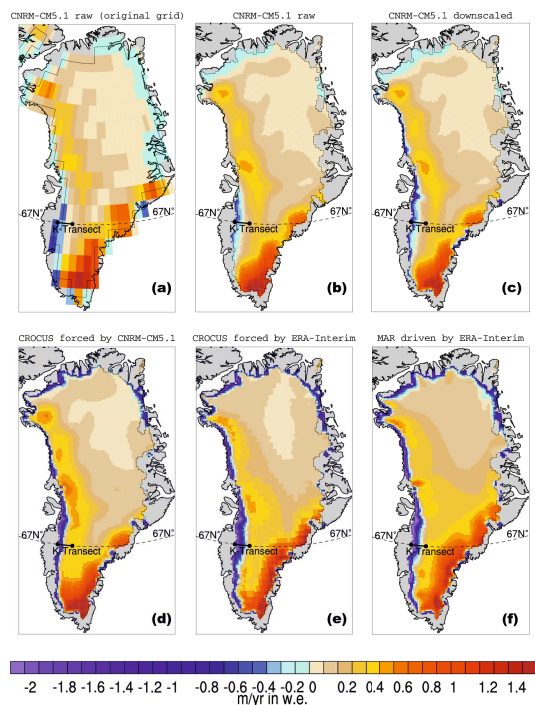 CNRM-CM5.1 raw (original grid)
CNRM-CM5.1 raw
CNRM-CM5.1 downscaled
67N°
67N°
K-Transect
(a)
67N°
67N°
K-Transect
(b)
67N°
67N°
K-Transect
(c)
CROCUS forced by CNRM-CM5.1
CROCUS forced by ERA-Interim
MAR driven by ERA-Interim
67N°
67N°
K-Transect
(d)
67N°
67N°
K-Transect
(e)
67N°
67N°
K-Transect
(f)
-2 -1.8 -1.6 -1.4 -1.2 -1 -0.8 -0.6 -0.4 -0.2 0 0.2 0.4 0.6 0.8 1 1.2 1.4
m/yr in w.e.